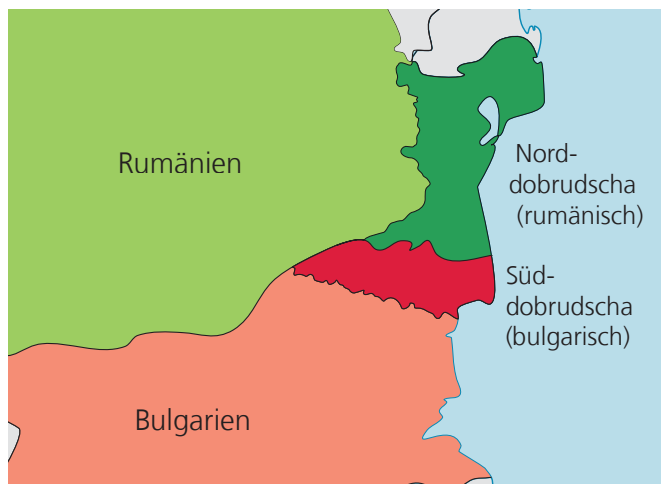 Rumänien
Nord-
dobrudscha
(rumänisch)
Süd-
dobrudscha
(bulgarisch)
Bulgarien